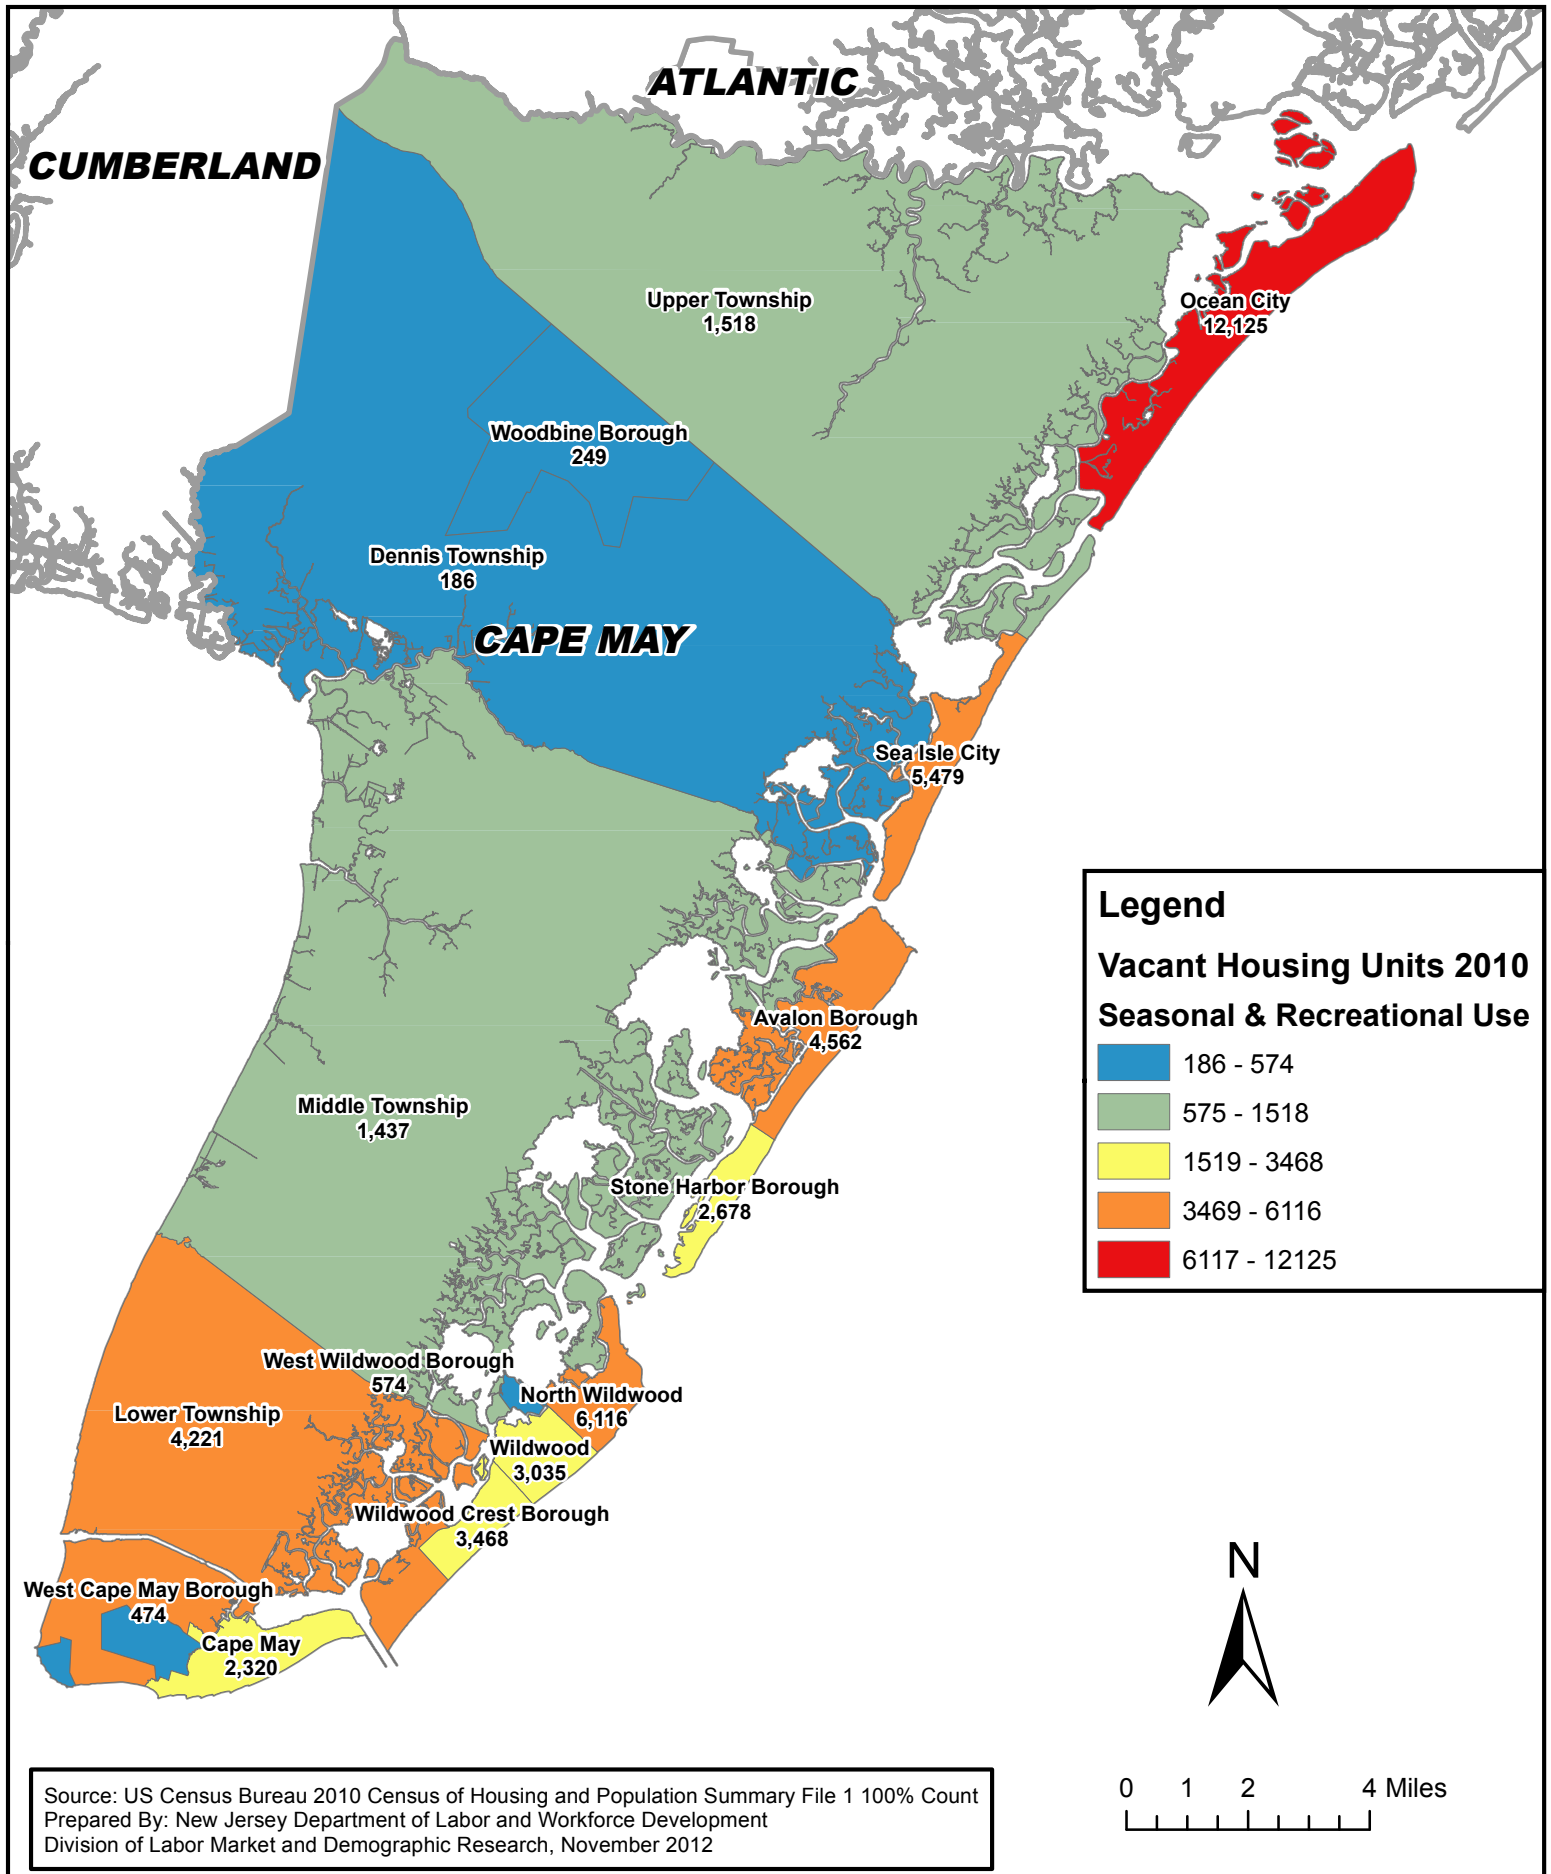 ATLANTIC
CUMBERLAND
Upper Township
1,518
Ocean City
12,125
Woodbine Borough
249
Dennis Township
186
CAPE MAY
Sea Isle City
5,479
Legend
Vacant Housing Units 2010
Seasonal & Recreational Use
186 - 574
575 - 1518
1519 - 3468
3469 - 6116
6117 - 12125
Avalon Borough
4,562
Middle Township
1,437
Stone Harbor Borough
2,678
West Wildwood Borough
574
North Wildwood
6,116
Lower Township
4,221
Wildwood
3,035
Wildwood Crest Borough
3,468
West Cape May Borough
474
Cape May
2,320
N
0 1 2 4 Miles
Source: US Census Bureau 2010 Census of Housing and Population Summary File 1 100% Count
Prepared By: New Jersey Department of Labor and Workforce Development
Division of Labor Market and Demographic Research, November 2012